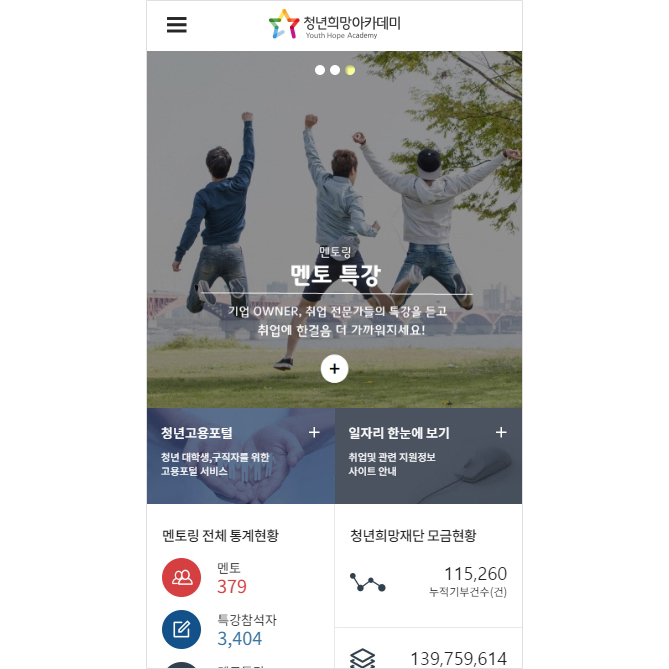 청년희망아카데미
Youth Hope Academy
멘토링
멘토 특강
기업 OWNER, 취업 전문가들의 특강을 듣고
취업에 한걸음 더 가까워지세요!
청년고용포털
청년 대학생,구직자를 위한
고용포털 서비스
일자리 한눈에 보기
취업및 관련 지원정보
사이트 안내
멘토링 전체 통계현황
멘토
379
특강참석자
3,404
청년희망재단 모금현황
115,260
누적기부건수(건)
139,759,614